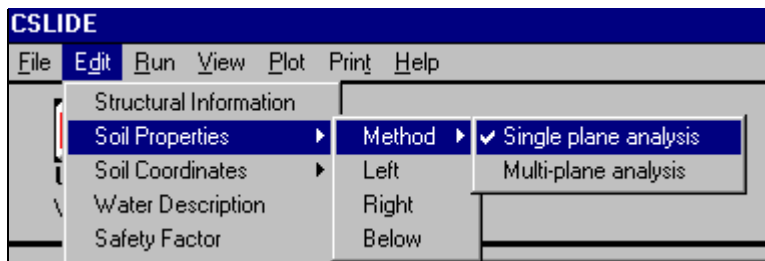 CSLIDE
File Edit Run View Plot Print Help
Structural Information
Soil Properties Method Single plane analysis
Soil Coordinates Left Multi-plane analysis
Water Description Right
Safety Factor Below